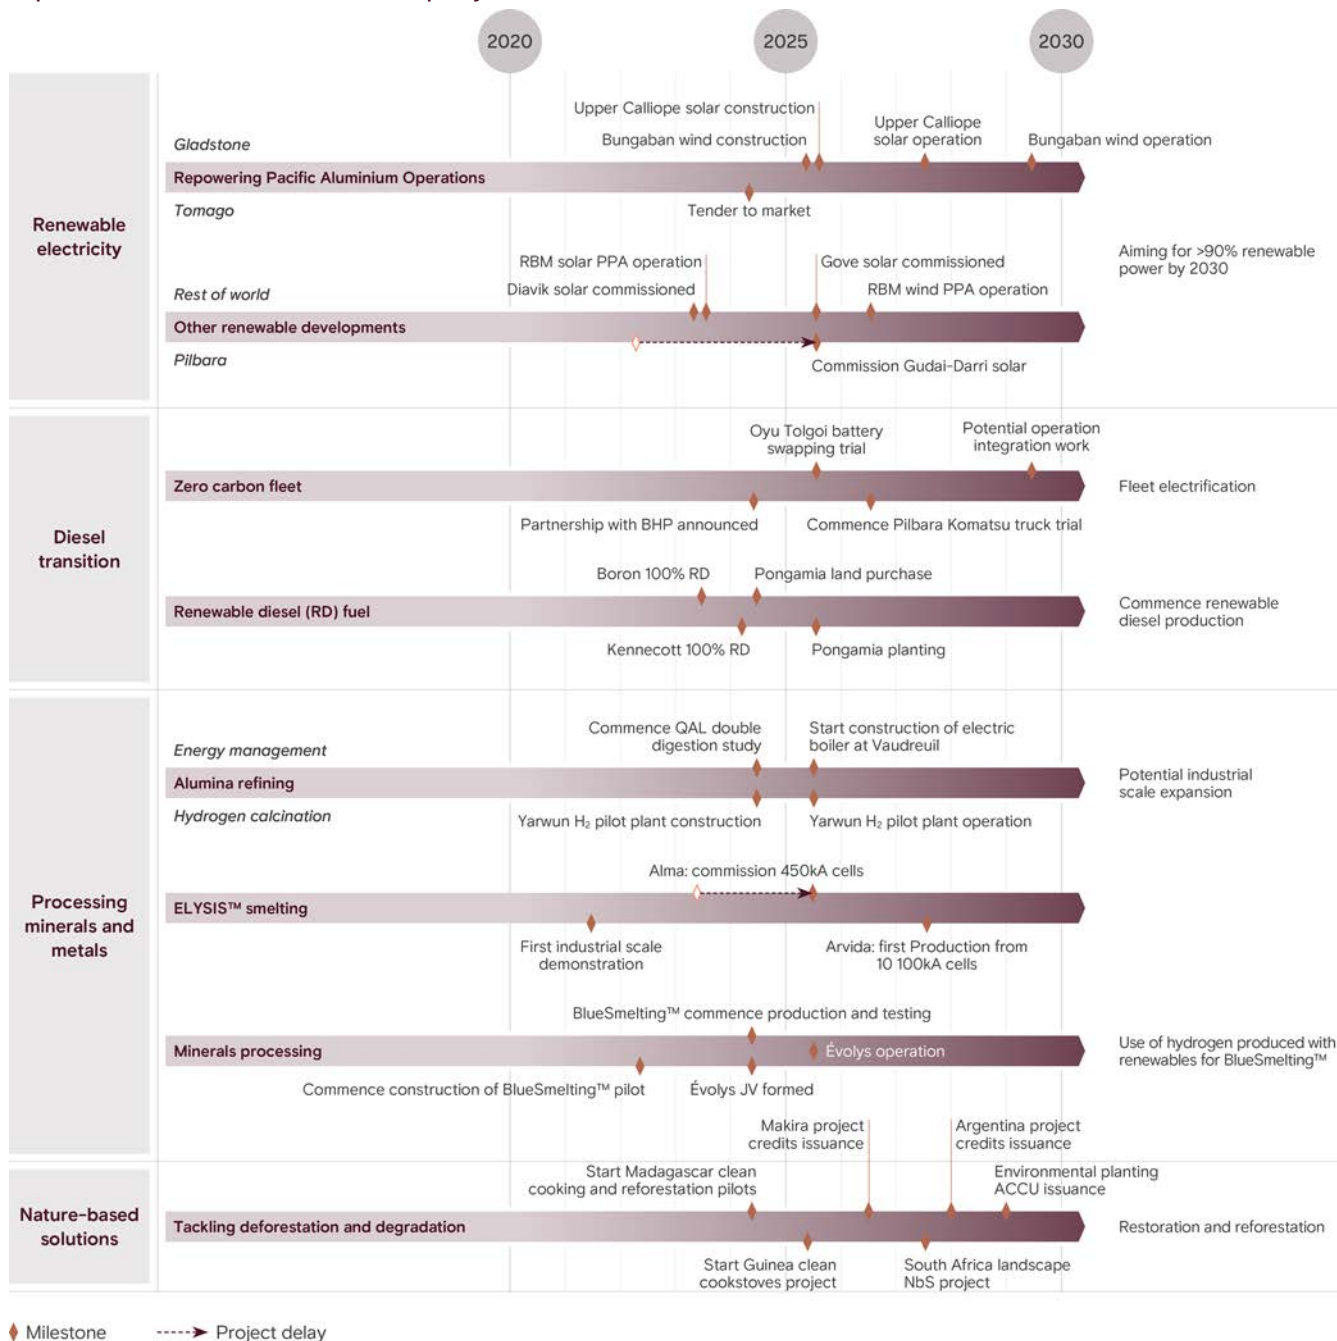 2020
2025
2030
Renewable
electricity
Gladstone
Repowering Pacific Aluminium Operations
Tomago
Upper Calliope solar construction
Bungaban wind construction
Upper Calliope
solar operation
Bungaban wind operation
Tender to market
Rest of world
Other renewable developments
Pilbara
RBM solar PPA operation
Diavik solar commissioned
Gove solar commissioned
RBM wind PPA operation
Commission Gudai-Darri solar
Aiming for >90% renewable
power by 2030
Diesel
transition
Zero carbon fleet
Oyu Tolgoi battery
swapping trial
Potential operation
integration work
Partnership with BHP announced
Commence Pilbara Komatsu truck trial
Fleet electrification
Renewable diesel (RD) fuel
Boron 100% RD
Pongamia land purchase
Kennecott 100% RD
Pongamia planting
Commence renewable
diesel production
Processing
minerals and
metals
Energy management
Alumina refining
Hydrogen calcination
Commence QAL double
digestion study
Start construction of electric
boiler at Vaudreuil
Yarwun H₂ pilot plant construction
Yarwun H₂ pilot plant operation
Potential industrial
scale expansion
ELYSIS™ smelting
Alma: commission 450kA cells
First industrial scale
demonstration
Arvida: first Production from
10 100kA cells
Minerals processing
BlueSmelting™ commence production and testing
Évolys operation
Commence construction of BlueSmelting™ pilot
Évolys JV formed
Use of hydrogen produced with
renewables for BlueSmelting™
Nature-based
solutions
Tackling deforestation and degradation
Makira project
credits issuance
Argentina project
credits issuance
Start Madagascar clean
cooking and reforestation pilots
Environmental planting
ACCU issuance
Start Guinea clean
cookstoves project
South Africa landscape
NbS project
Restoration and reforestation
Milestone
Project delay